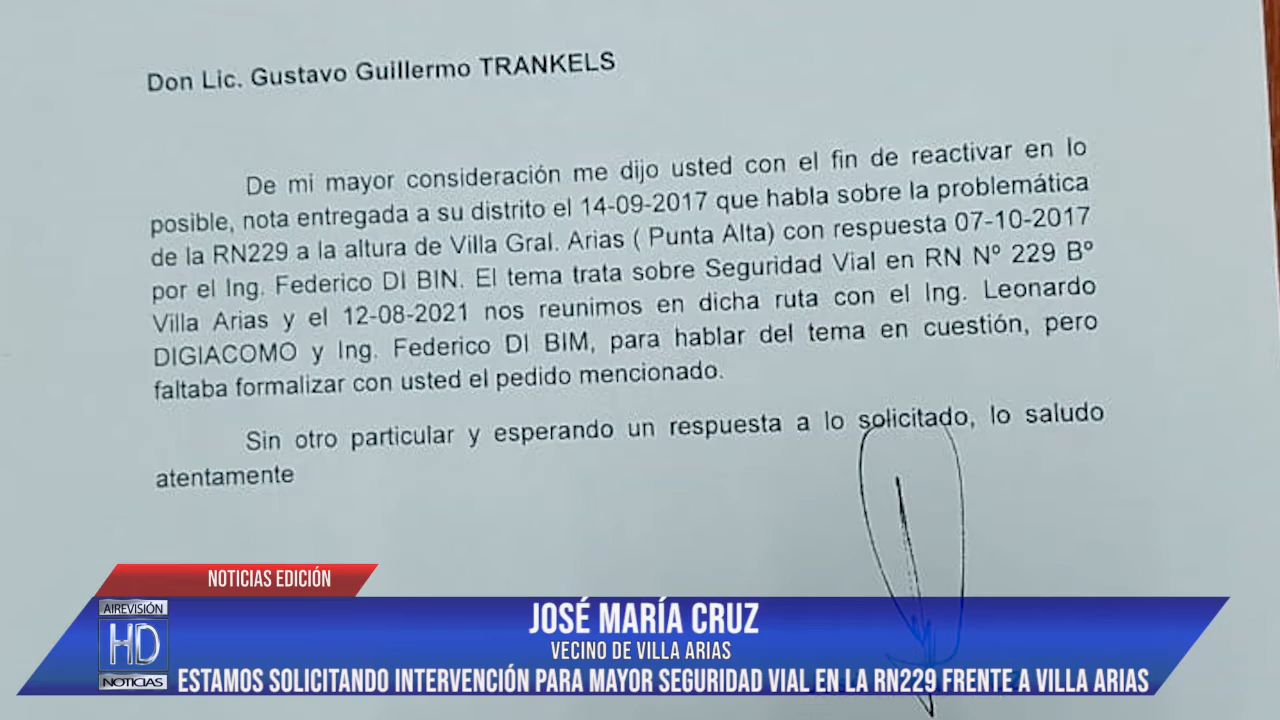 Don Lic. Gustavo Guillermo TRANKELS
De mi mayor consideración me dijo usted con el fin de reactivar en lo
posible, nota entregada a su distrito el 14-09-2017 que habla sobre la problemática
de la RN229 a la altura de Villa Gral. Arias ( Punta Alta) con respuesta 07-10-2017
por el Ing. Federico DI BIN. El tema trata sobre Seguridad Vial en RN Nº 229 Bº
Villa Arias y el 12-08-2021 nos reunimos en dicha ruta con el Ing. Leonardo
DIGIACOMO y Ing. Federico DI BIM, para hablar del tema en cuestión, pero
faltaba formalizar con usted el pedido mencionado.
Sin otro particular y esperando un respuesta a lo solicitado, lo saludo
atentamente
NOTICIAS EDICIÓN
AIREVISIÓN
HD
NOTICIAS
JOSÉ MARÍA CRUZ
VECINO DE VILLA ARIAS
ESTAMOS SOLICITANDO INTERVENCIÓN PARA MAYOR SEGURIDAD VIAL EN LA RN229 FRENTE A VILLA ARIAS